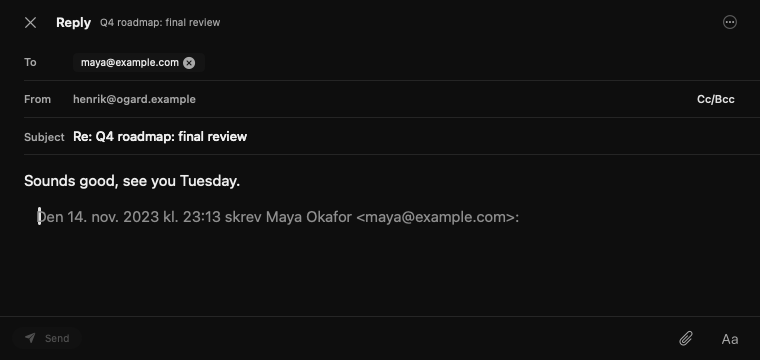 Reply Q4 roadmap: final review
To maya@example.com
From henrik@ogard.example Cc/Bcc
Subject Re: Q4 roadmap: final review
Sounds good, see you Tuesday.
Den 14. nov. 2023 kl. 23:13 skrev Maya Okafor <maya@example.com>:
Send Aa